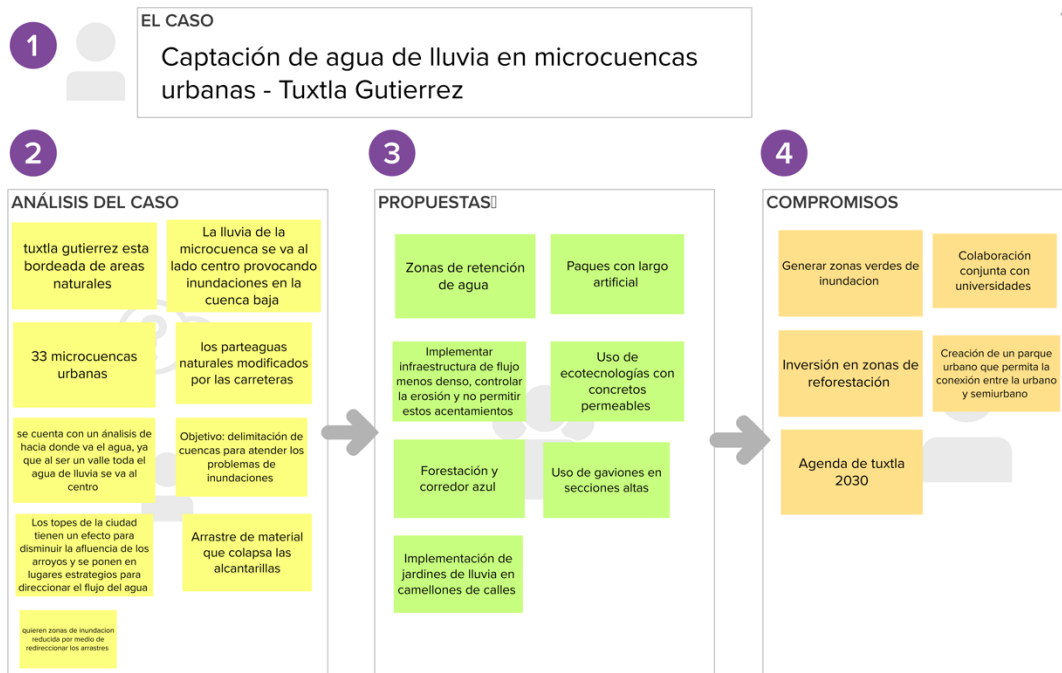 1
EL CASO
Captación de agua de lluvia en microcuencas
urbanas - Tuxtla Gutierrez
2
ANÁLISIS DEL CASO
tuxtla gutierrez esta
bordeada de areas
naturales
La lluvia de la
microcuenca se va al
lado centro provocando
inundaciones en la
cuenca baja
33 microcuencas
urbanas
los parteaguas
naturales modificados
por las carreteras
se cuenta con un ánalisis de
hacia donde va el agua, ya
que al ser un valle toda el
agua de lluvia se va al
centro
Objetivo: delimitación de
cuencas para atender los
problemas de
inundaciones
Los topes de la ciudad
tienen un efecto para
disminuir la afluencia de los
arroyos y se ponen en
lugares estrategios para
direccionar el flujo del agua
Arrastre de material
que colapsa las
alcantarillas
quieren zonas de inundacion
reducida por medio de
redireccionar los arrastres
3
PROPUESTAS
Zonas de retención
de agua
Paques con largo
artificial
Implementar
infraestructura de flujo
menos denso, controlar
la erosión y no permitir
estos acentamientos
Uso de
ecotecnologías con
concretos
permeables
Forestación y
corredor azul
Uso de gaviones en
secciones altas
Implementación de
jardines de lluvia en
camellones de calles
4
COMPROMISOS
Generar zonas verdes de
inundacion
Colaboración
conjunta con
universidades
Inversión en zonas de
reforestación
Creación de un parque
urbano que permita la
conexión entre la urbano
y semiurbano
Agenda de tuxtla
2030